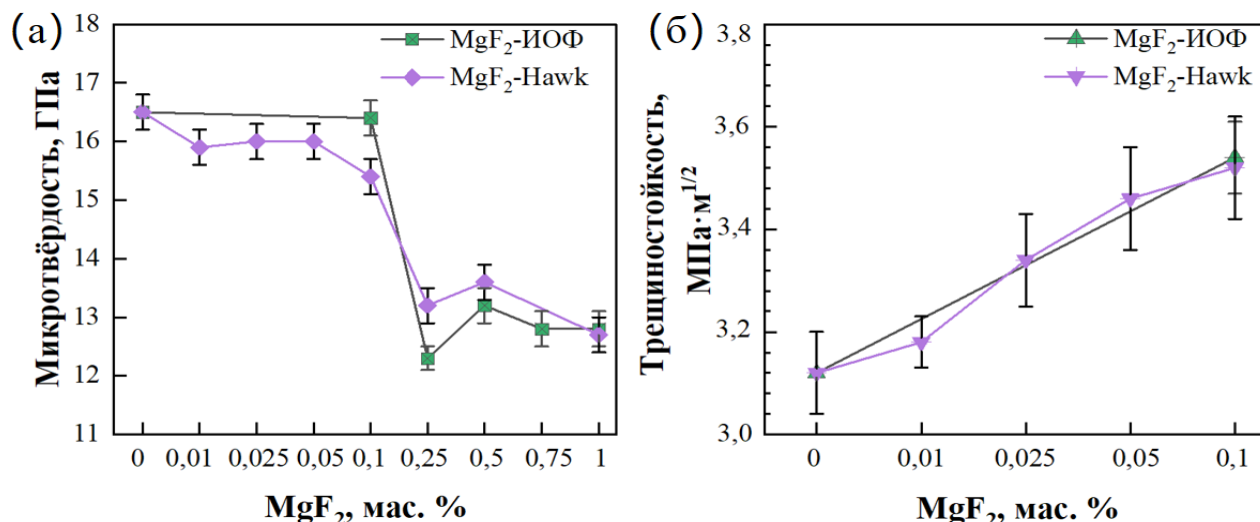 (а)
Микротвёрдость, ГПа
18
17
16
15
14
13
12
11
MgF₂-ИОФ
MgF₂-Hawk
0 0,01 0,025 0,05 0,1 0,25 0,5 0,75 1
MgF₂, мас. %
(б)
Трещиностойкость,
МПа·м^1/2
3,8
3,6
3,4
3,2
3,0
MgF₂-ИОФ
MgF₂-Hawk
0 0,01 0,025 0,05 0,1
MgF₂, мас. %